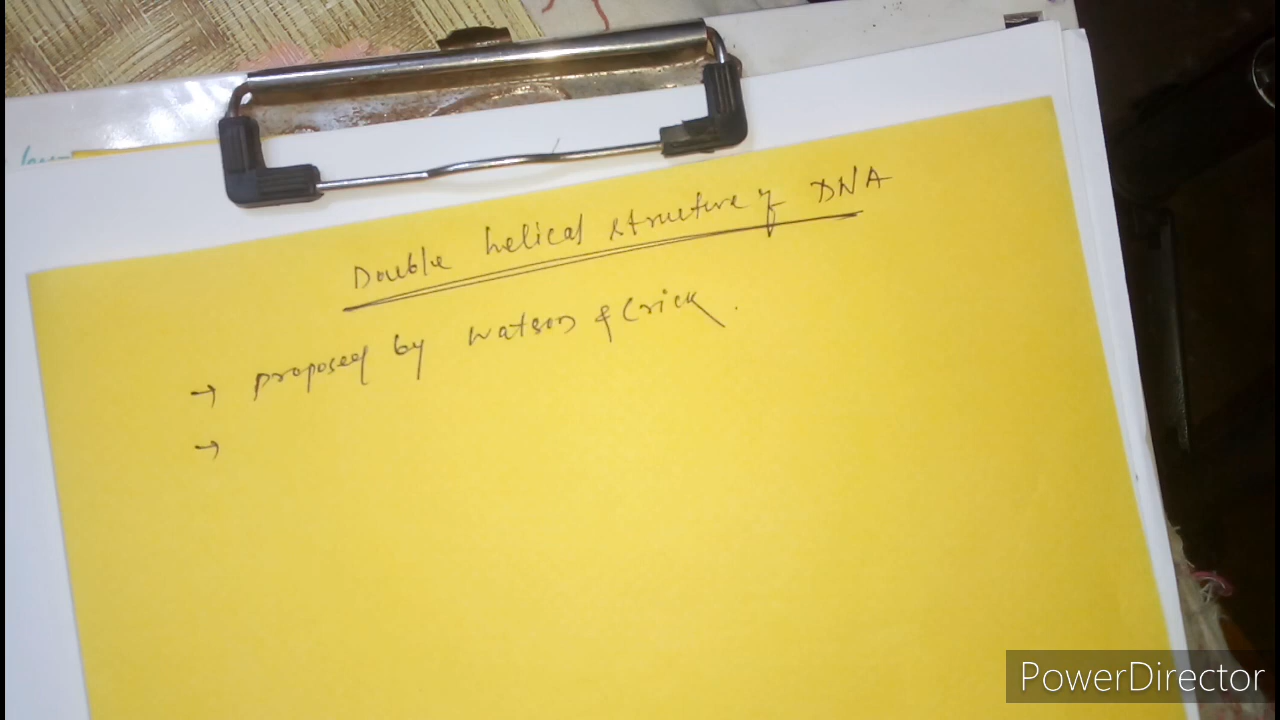 Double helical structure of DNA
→ proposed by Watson & Crick.
→
PowerDirector